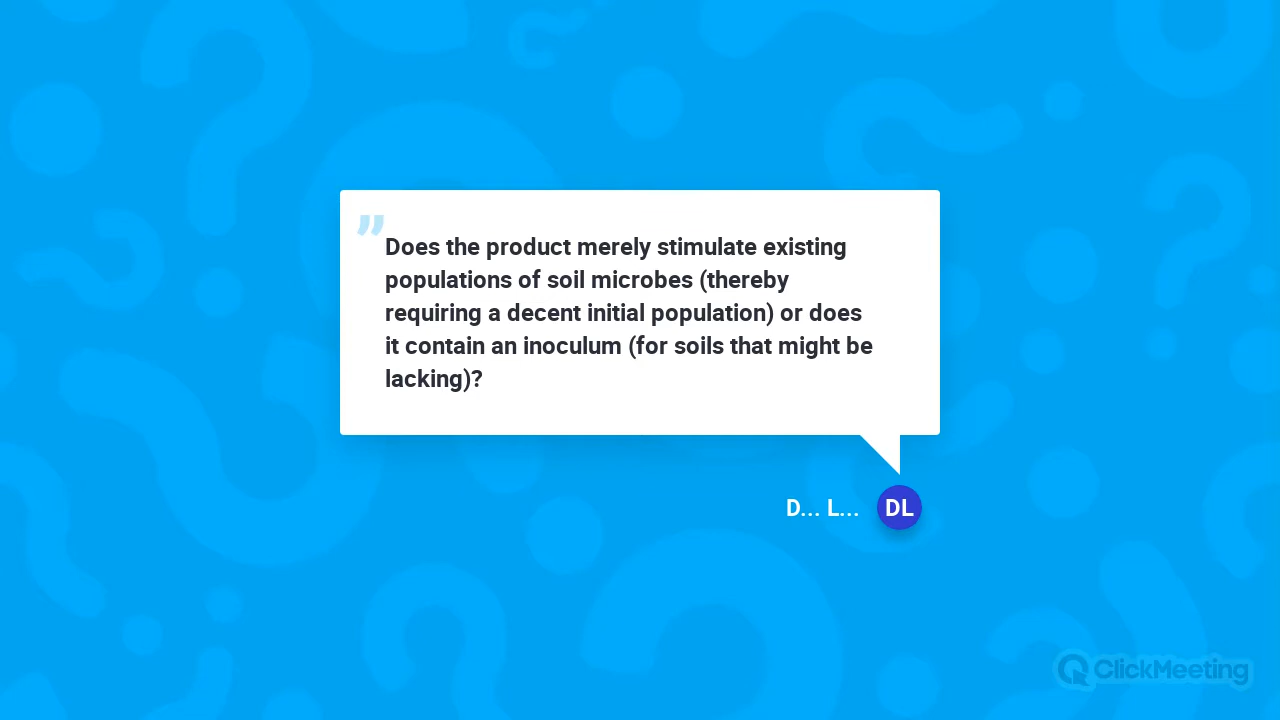 ”
Does the product merely stimulate existing
populations of soil microbes (thereby
requiring a decent initial population) or does
it contain an inoculum (for soils that might be
lacking)?
D... L... DL
ClickMeeting